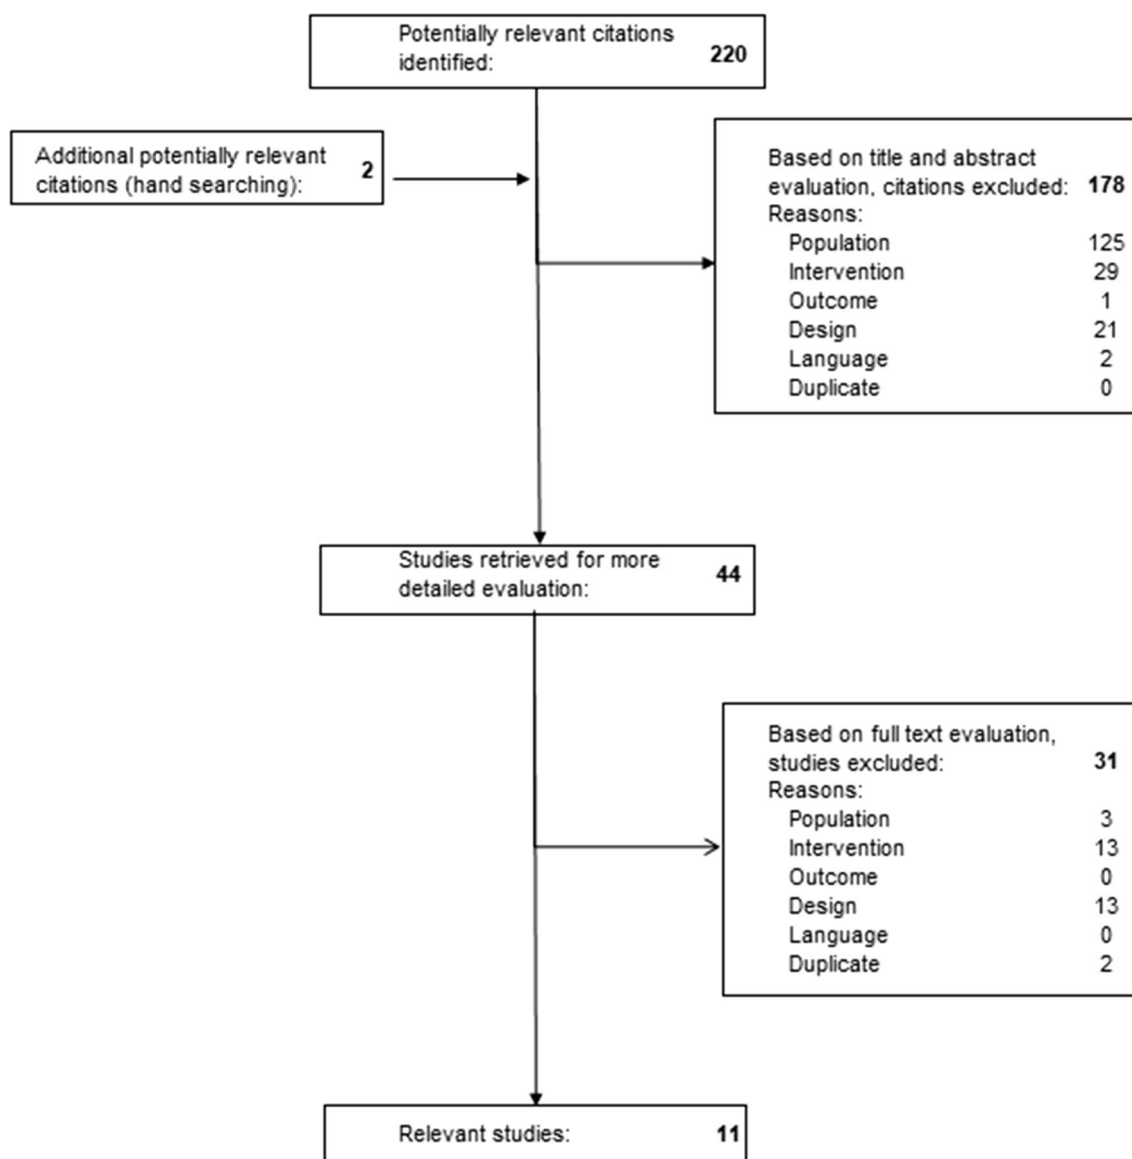 Potentially relevant citations
identified: 220
Additional potentially relevant
citations (hand searching): 2
Based on title and abstract
evaluation, citations excluded: 178
Reasons:
Population 125
Intervention 29
Outcome 1
Design 21
Language 2
Duplicate 0
Studies retrieved for more
detailed evaluation: 44
Based on full text evaluation,
studies excluded: 31
Reasons:
Population 3
Intervention 13
Outcome 0
Design 13
Language 0
Duplicate 2
Relevant studies: 11